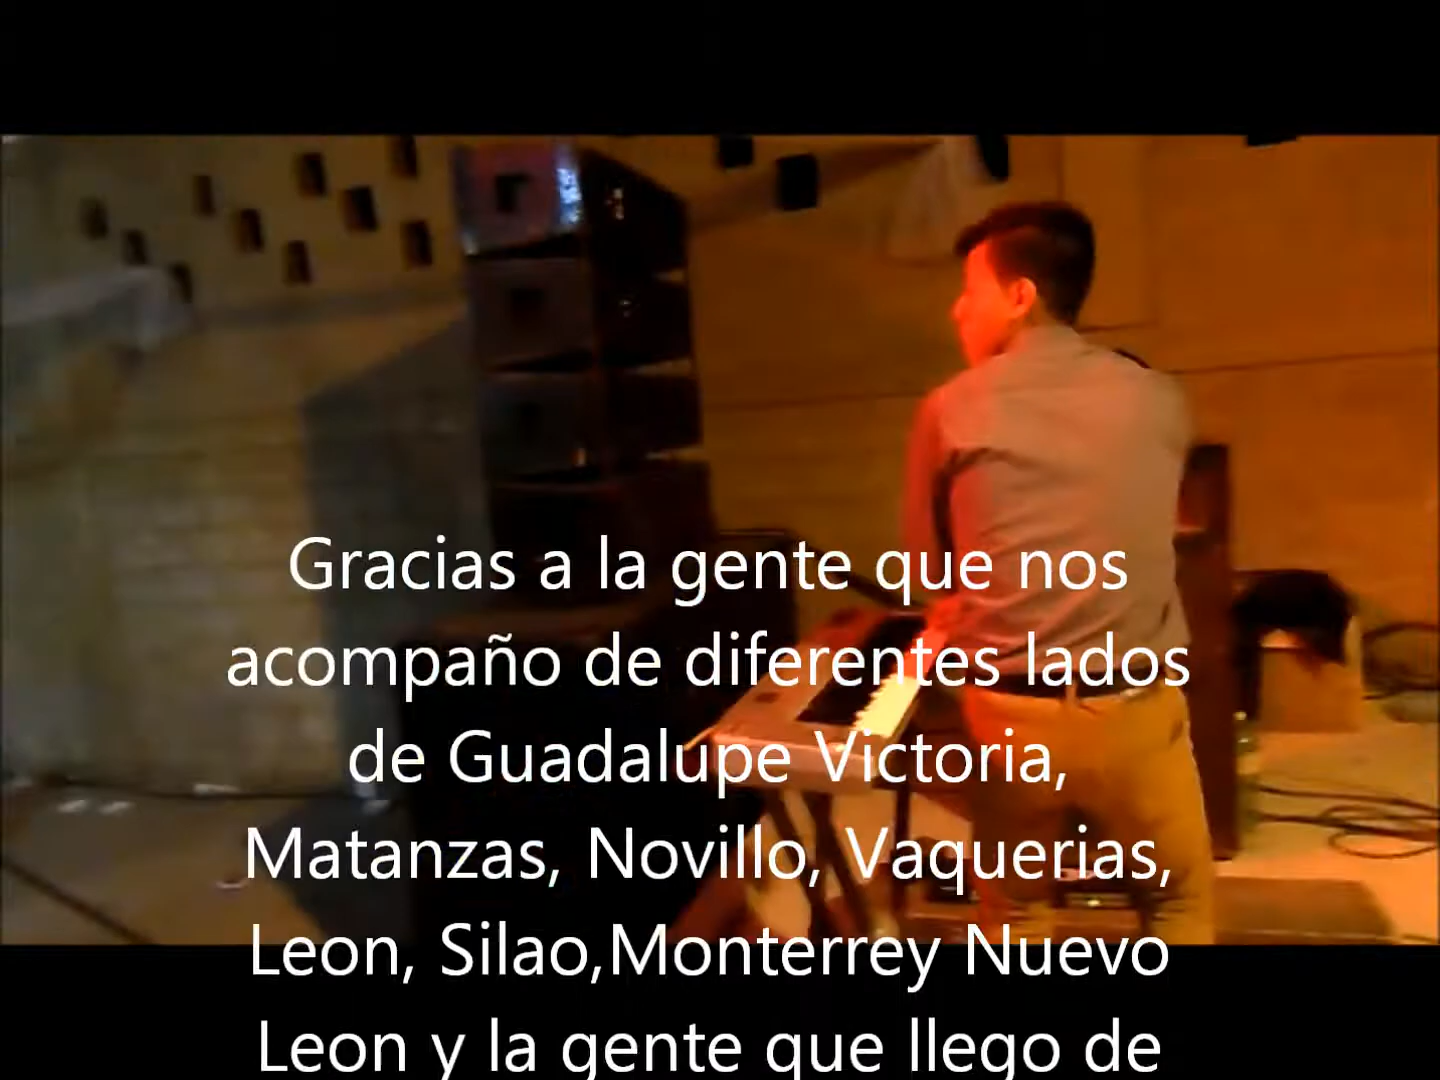 Gracias a la gente que nos
acompaño de diferentes lados
de Guadalupe Victoria,
Matanzas, Novillo, Vaquerias,
Leon, Silao,Monterrey Nuevo
Leon y la gente que llego de